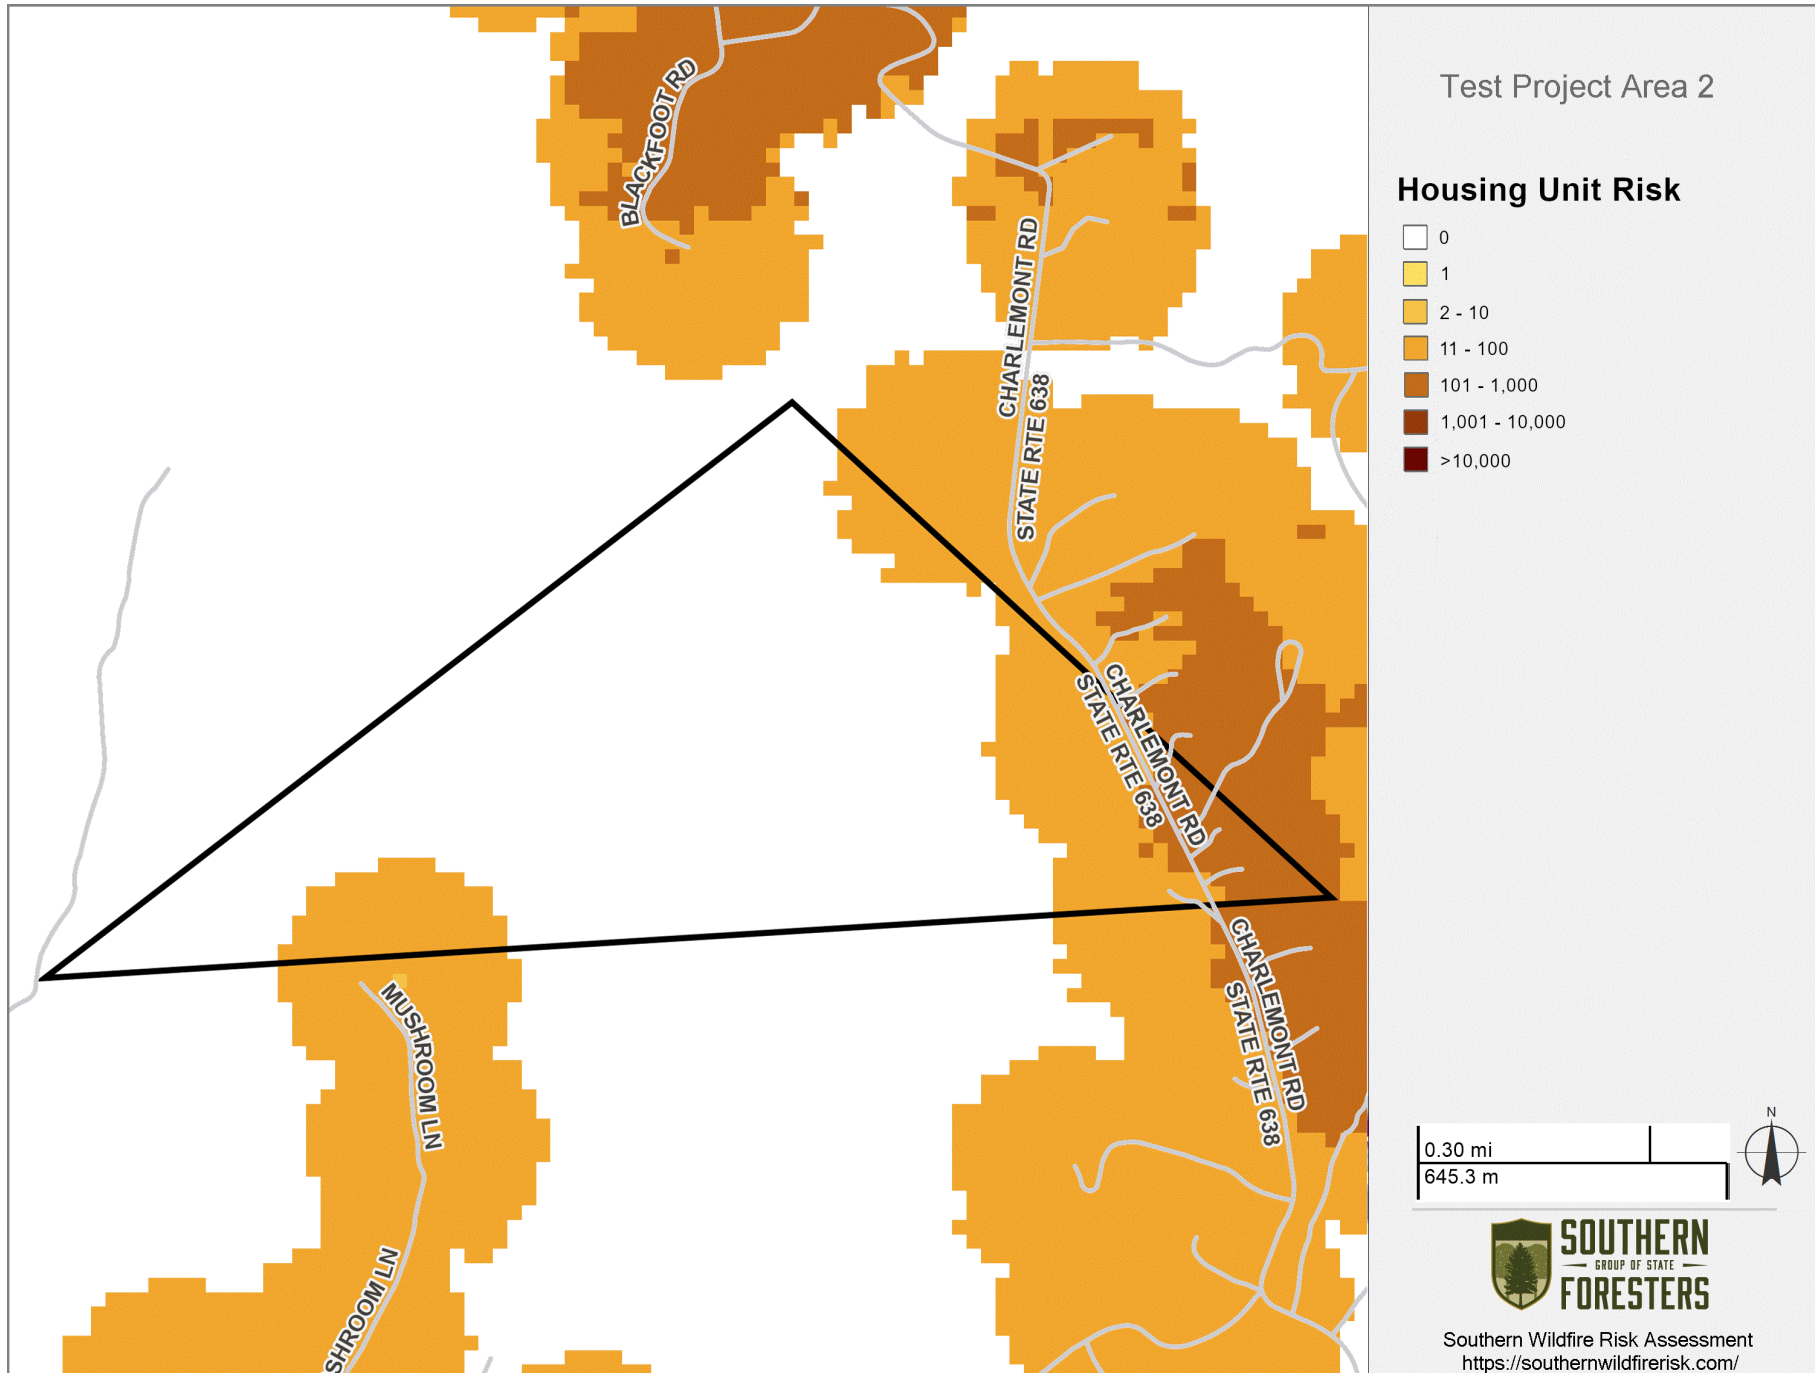 Test Project Area 2
Housing Unit Risk
0
1
2 - 10
11 - 100
101 - 1,000
1,001 - 10,000
>10,000
BLACKFOOT RD
CHARLEMONT RD
STATE RTE 638
CHARLEMONT RD
STATE RTE 638
CHARLEMONT RD
STATE RTE 638
MUSHROOM LN
SHROOM LN
N
0.30 mi
645.3 m
SOUTHERN
GROUP OF STATE
FORESTERS
Southern Wildfire Risk Assessment
https://southernwildfirerisk.com/